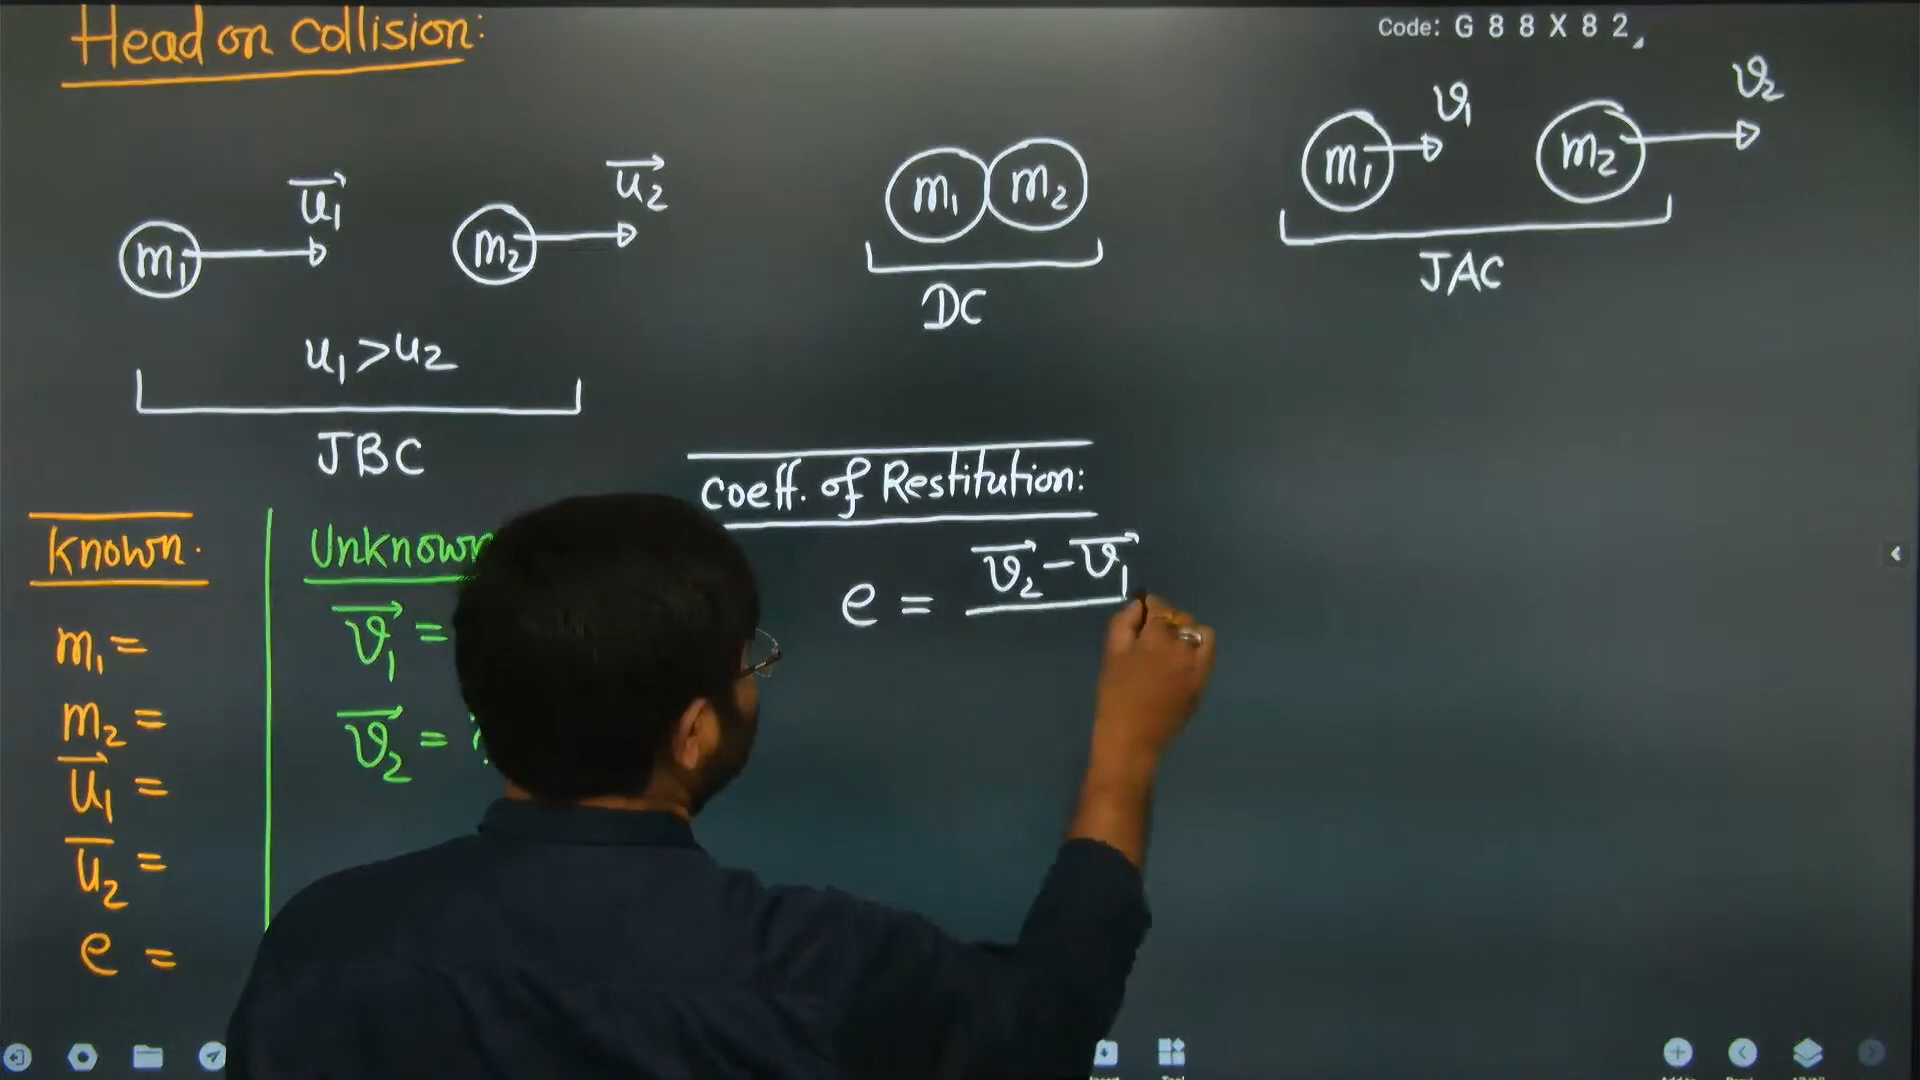 Head on collision:
Code: G 8 8 X 8 2
u₁
u₂
m₁
m₂
u₁>u₂
JBC
m₁ m₂
DC
v₁
v₂
m₁
m₂
JAC
Coeff. of Restitution:
e = v₂-v₁
Known.
m₁ =
m₂ =
u₁ =
u₂ =
e =
Unknown
v₁ =
v₂ = ?